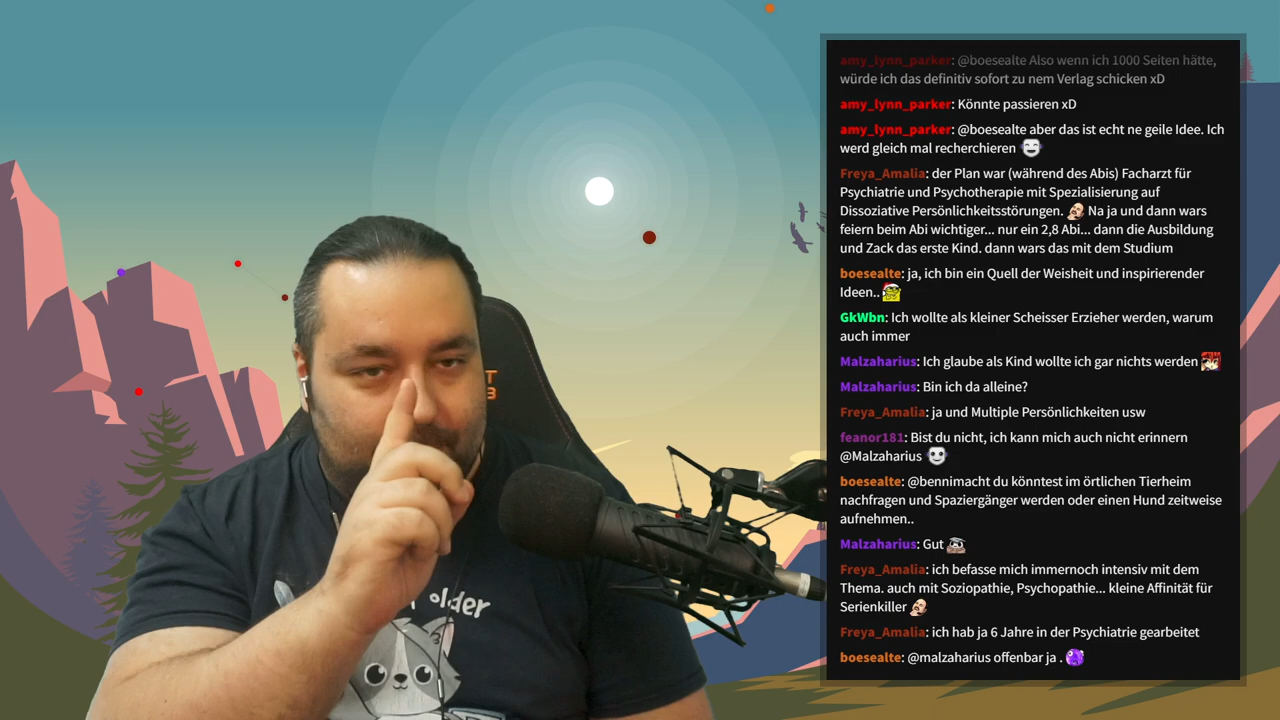 amy_lynn_parker: @boesealte Also wenn ich 1000 Seiten hätte,
würde ich das definitiv sofort zu nem Verlag schicken xD
amy_lynn_parker: Könnte passieren xD
amy_lynn_parker: @boesealte aber das ist echt ne geile Idee. Ich
werd gleich mal recherchieren
Freya_Amalia: der Plan war (während des Abis) Facharzt für
Psychiatrie und Psychotherapie mit Spezialisierung auf
Dissoziative Persönlichkeitsstörungen. Na ja und dann wars
feiern beim Abi wichtiger... nur ein 2,8 Abi... dann die Ausbildung
und Zack das erste Kind. dann wars das mit dem Studium
boesealte: ja, ich bin ein Quell der Weisheit und inspirierender
Ideen..
GkWbn: Ich wollte als kleiner Scheisser Erzieher werden, warum
auch immer
Malzaharius: Ich glaube als Kind wollte ich gar nichts werden
Malzaharius: Bin ich da alleine?
Freya_Amalia: ja und Multiple Persönlichkeiten usw
feanor181: Bist du nicht, ich kann mich auch nicht erinnern
@Malzaharius
boesealte: @bennimacht du könntest im örtlichen Tierheim
nachfragen und Spaziergänger werden oder einen Hund zeitweise
aufnehmen..
Malzaharius: Gut
Freya_Amalia: ich befasse mich immernoch intensiv mit dem
Thema. auch mit Soziopathie, Psychopathie... kleine Affinität für
Serienkiller
Freya_Amalia: ich hab ja 6 Jahre in der Psychiatrie gearbeitet
boesealte: @malzaharius offenbar ja .